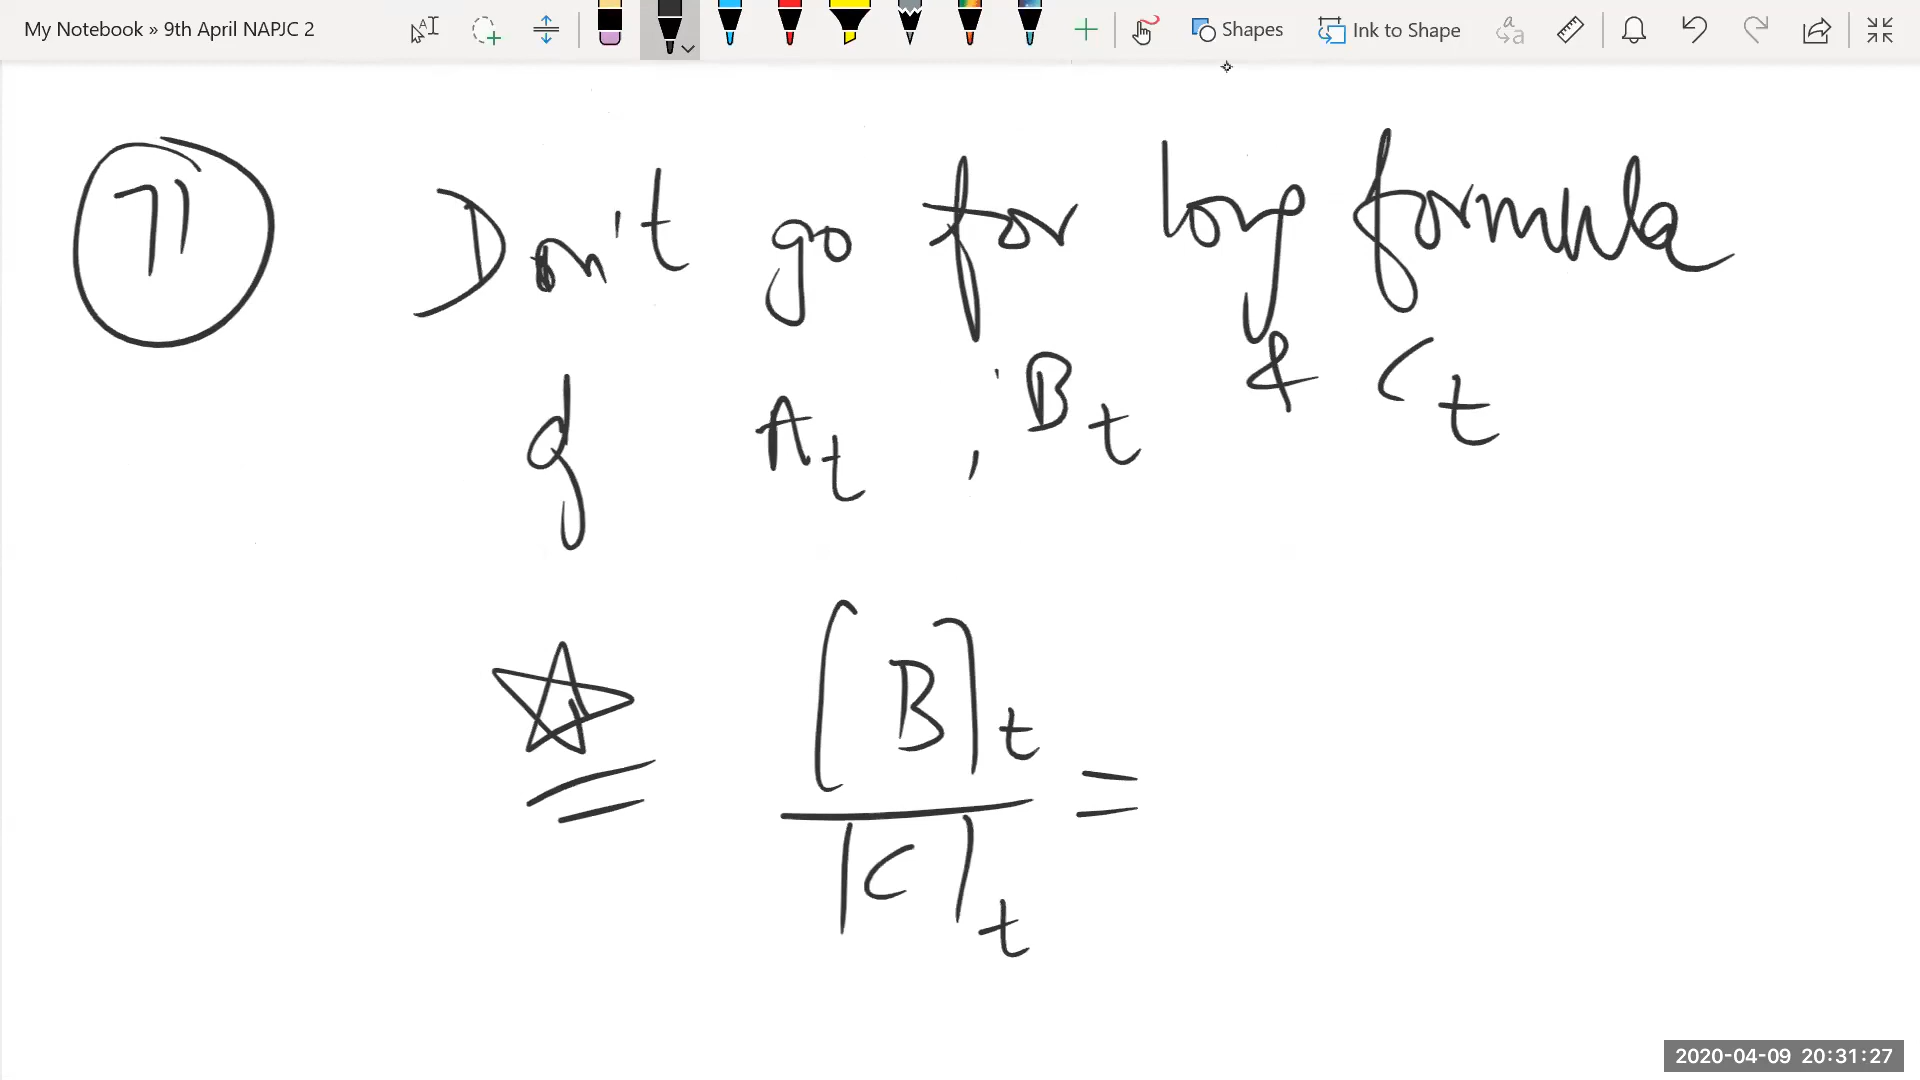 My Notebook » 9th April NAPJC 2
Shapes
Ink to Shape
71
Don't go for long formula
of At , Bt & Ct
[B]t
=
[C]t
2020-04-09 20:31:27